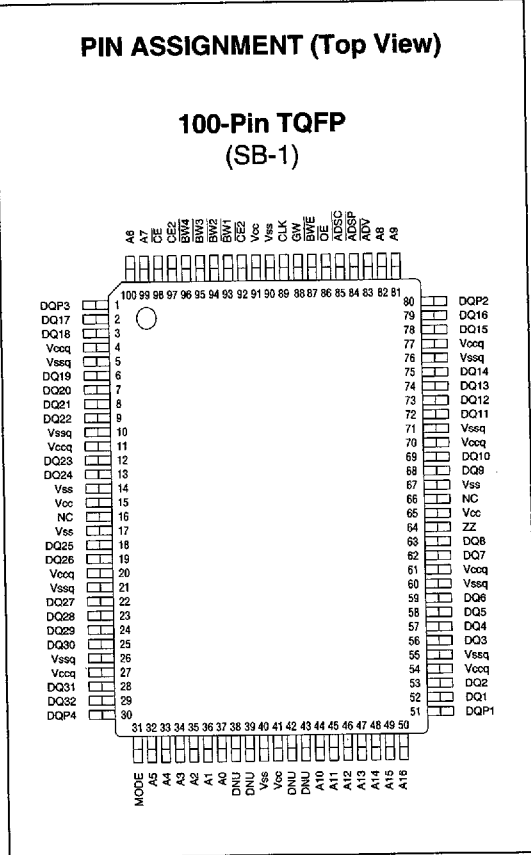 PIN ASSIGNMENT (Top View)
100-Pin TQFP
(SB-1)
A6 A7 CE CE2 BW4 BW3 BW2 BW1 CE2 Vcc Vss CLK GW BWE OE ADSC ADSP ADV A8 A9
100 99 98 97 96 95 94 93 92 91 90 89 88 87 86 85 84 83 82 81
DQP3 1
DQ17 2
DQ18 3
Vccq 4
Vssq 5
DQ19 6
DQ20 7
DQ21 8
DQ22 9
Vssq 10
Vccq 11
DQ23 12
DQ24 13
Vss 14
Vcc 15
NC 16
Vss 17
DQ25 18
DQ26 19
Vccq 20
Vssq 21
DQ27 22
DQ28 23
DQ29 24
DQ30 25
Vssq 26
Vccq 27
DQ31 28
DQ32 29
DQP4 30
80 DQP2
79 DQ16
78 DQ15
77 Vccq
76 Vssq
75 DQ14
74 DQ13
73 DQ12
72 DQ11
71 Vssq
70 Vccq
69 DQ10
68 DQ9
67 Vss
66 NC
65 Vcc
64 ZZ
63 DQ8
62 DQ7
61 Vccq
60 Vssq
59 DQ6
58 DQ5
57 DQ4
56 DQ3
55 Vssq
54 Vccq
53 DQ2
52 DQ1
51 DQP1
31 32 33 34 35 36 37 38 39 40 41 42 43 44 45 46 47 48 49 50
MODE A5 A4 A3 A2 A1 A0 DNU DNU Vss Vcc DNU DNU A10 A11 A12 A13 A14 A15 A16